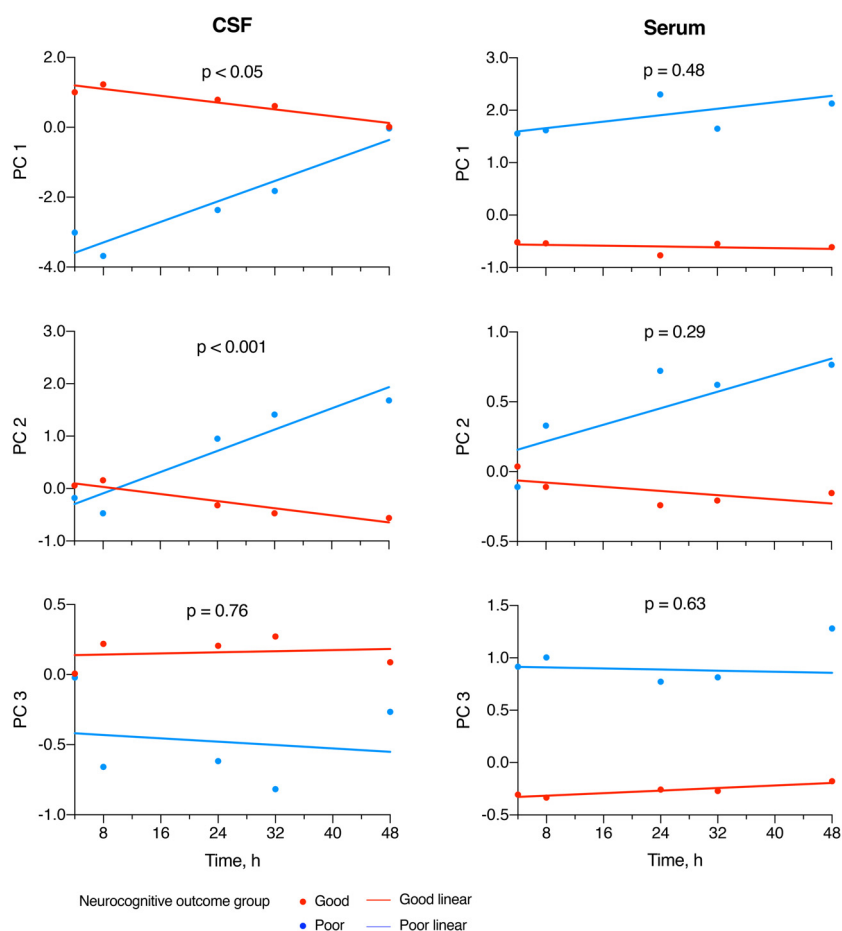 CSF
Serum
2.0
0.0
-2.0
-4.0
PC 1
p < 0.05
3.0
2.0
1.0
0.0
-1.0
PC 1
p = 0.48
3.0
2.0
1.0
0.0
-1.0
PC 2
p < 0.001
1.0
0.5
0.0
-0.5
PC 2
p = 0.29
0.5
0.0
-0.5
-1.0
PC 3
p = 0.76
8 16 24 32 40 48
Time, h
1.5
1.0
0.5
0.0
-0.5
PC 3
p = 0.63
8 16 24 32 40 48
Time, h
Neurocognitive outcome group Good Good linear
Poor Poor linear